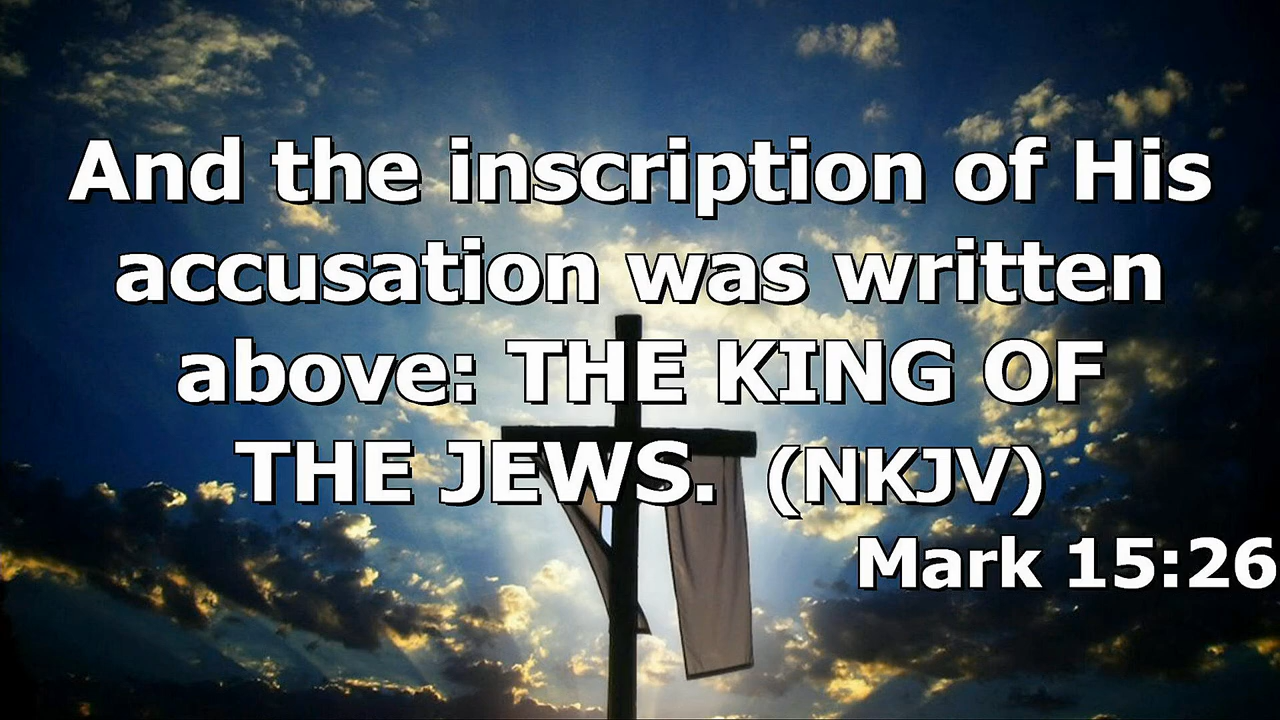 And the inscription of His
accusation was written
above: THE KING OF
THE JEWS.  (NKJV)
Mark 15:26